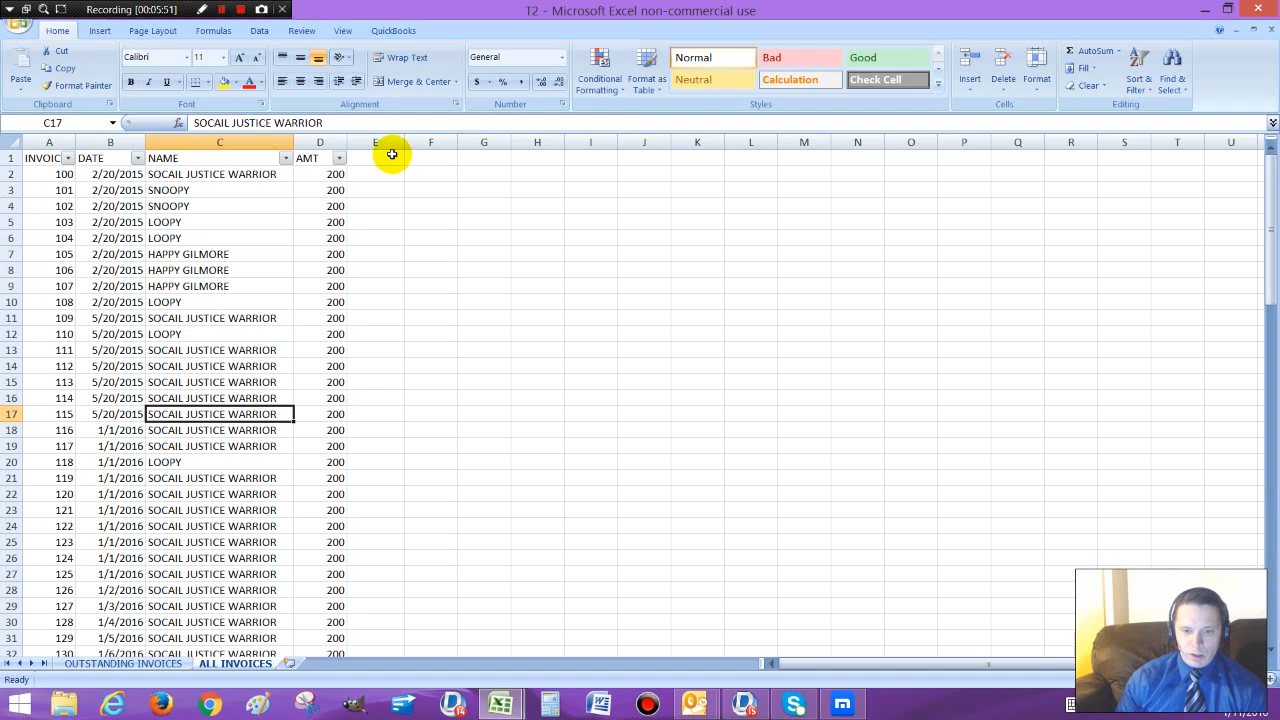 Recording [00:05:51]
T2 - Microsoft Excel non-commercial use
Home Insert Page Layout Formulas Data Review View QuickBooks
Paste Cut Copy Format Painter Clipboard
Calibri 11 B I U Font
Wrap Text Merge & Center Alignment
General $ % , Number
Conditional Formatting Format as Table Normal Bad Good Neutral Calculation Check Cell Styles
Insert Delete Format Cells
AutoSum Fill Clear Sort & Filter Find & Select Editing
C17 fx SOCAIL JUSTICE WARRIOR
A B C D E F G H I J K L M N O P Q R S T U
1 INVOIC DATE NAME AMT
2 100 2/20/2015 SOCAIL JUSTICE WARRIOR 200
3 101 2/20/2015 SNOOPY 200
4 102 2/20/2015 SNOOPY 200
5 103 2/20/2015 LOOPY 200
6 104 2/20/2015 LOOPY 200
7 105 2/20/2015 HAPPY GILMORE 200
8 106 2/20/2015 HAPPY GILMORE 200
9 107 2/20/2015 HAPPY GILMORE 200
10 108 2/20/2015 LOOPY 200
11 109 5/20/2015 SOCAIL JUSTICE WARRIOR 200
12 110 5/20/2015 LOOPY 200
13 111 5/20/2015 SOCAIL JUSTICE WARRIOR 200
14 112 5/20/2015 SOCAIL JUSTICE WARRIOR 200
15 113 5/20/2015 SOCAIL JUSTICE WARRIOR 200
16 114 5/20/2015 SOCAIL JUSTICE WARRIOR 200
17 115 5/20/2015 SOCAIL JUSTICE WARRIOR 200
18 116 1/1/2016 SOCAIL JUSTICE WARRIOR 200
19 117 1/1/2016 SOCAIL JUSTICE WARRIOR 200
20 118 1/1/2016 LOOPY 200
21 119 1/1/2016 SOCAIL JUSTICE WARRIOR 200
22 120 1/1/2016 SOCAIL JUSTICE WARRIOR 200
23 121 1/1/2016 SOCAIL JUSTICE WARRIOR 200
24 122 1/1/2016 SOCAIL JUSTICE WARRIOR 200
25 123 1/1/2016 SOCAIL JUSTICE WARRIOR 200
26 124 1/1/2016 SOCAIL JUSTICE WARRIOR 200
27 125 1/1/2016 SOCAIL JUSTICE WARRIOR 200
28 126 1/2/2016 SOCAIL JUSTICE WARRIOR 200
29 127 1/3/2016 SOCAIL JUSTICE WARRIOR 200
30 128 1/4/2016 SOCAIL JUSTICE WARRIOR 200
31 129 1/5/2016 SOCAIL JUSTICE WARRIOR 200
32 130 1/6/2016 SOCAIL JUSTICE WARRIOR 200
OUTSTANDING INVOICES ALL INVOICES
Ready
14 15
1/11/2016